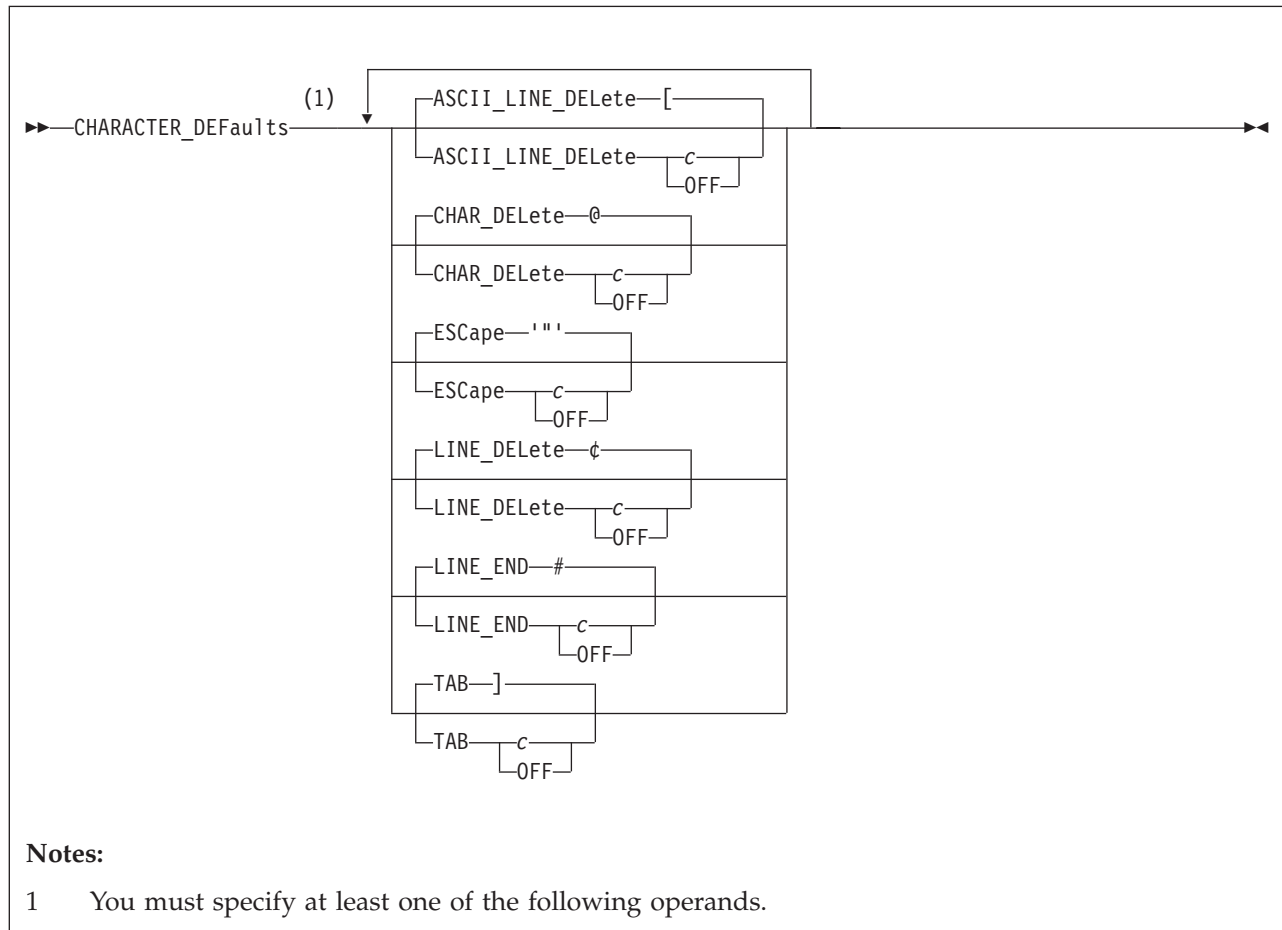 (1)
CHARACTER_DEFaults
ASCII_LINE_DELete [
ASCII_LINE_DELete c
OFF
CHAR_DELete @
CHAR_DELete c
OFF
ESCape '"'
ESCape c
OFF
LINE_DELete ¢
LINE_DELete c
OFF
LINE_END #
LINE_END c
OFF
TAB ]
TAB c
OFF
Notes:
1 You must specify at least one of the following operands.